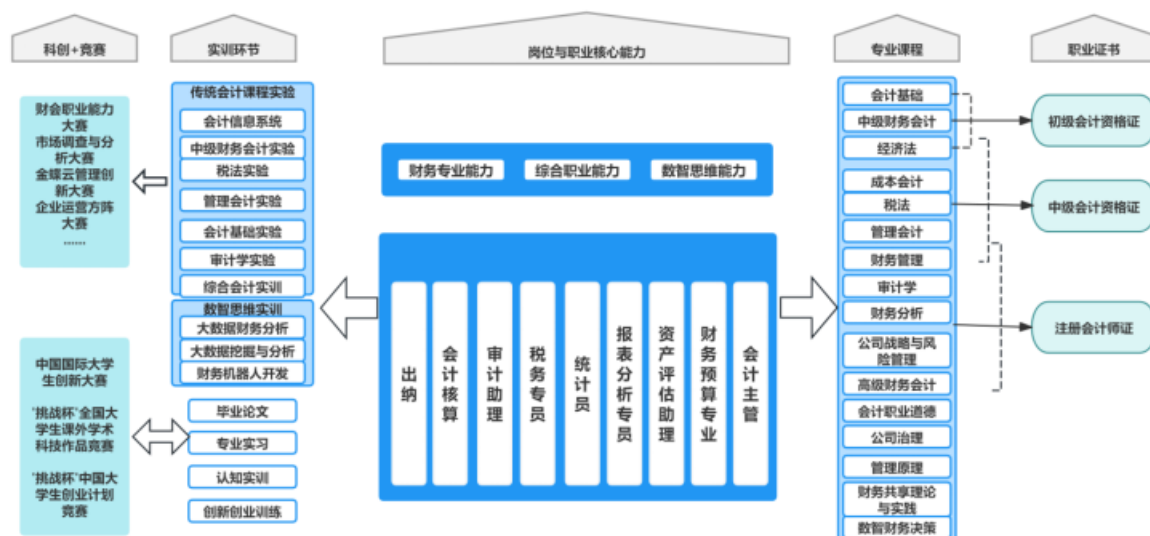 科创+竞赛
财会职业能力
大赛
市场调查与分
析大赛
金蝶云管理创
新大赛
企业运营方阵
大赛
......
中国国际大学
生创新大赛
"挑战杯"全国大
学生课外学术
科技作品竞赛
"挑战杯"中国大
学生创业计划
竞赛
实训环节
传统会计课程实验
会计信息系统
中级财务会计实验
税法实验
管理会计实验
会计基础实验
审计学实验
综合会计实训
数智思维实训
大数据财务分析
大数据挖掘与分析
财务机器人开发
毕业论文
专业实习
认知实训
创新创业训练
岗位与职业核心能力
财务专业能力
综合职业能力
数智思维能力
出纳
会计核算
审计助理
税务专员
统计员
报表分析专员
资产评估助理
财务预算专业
会计主管
专业课程
会计基础
中级财务会计
经济法
成本会计
税法
管理会计
财务管理
审计学
财务分析
公司战略与风
险管理
高级财务会计
会计职业道德
公司治理
管理原理
财务共享理论
与实践
数智财务决策
职业证书
初级会计资格证
中级会计资格证
注册会计师证